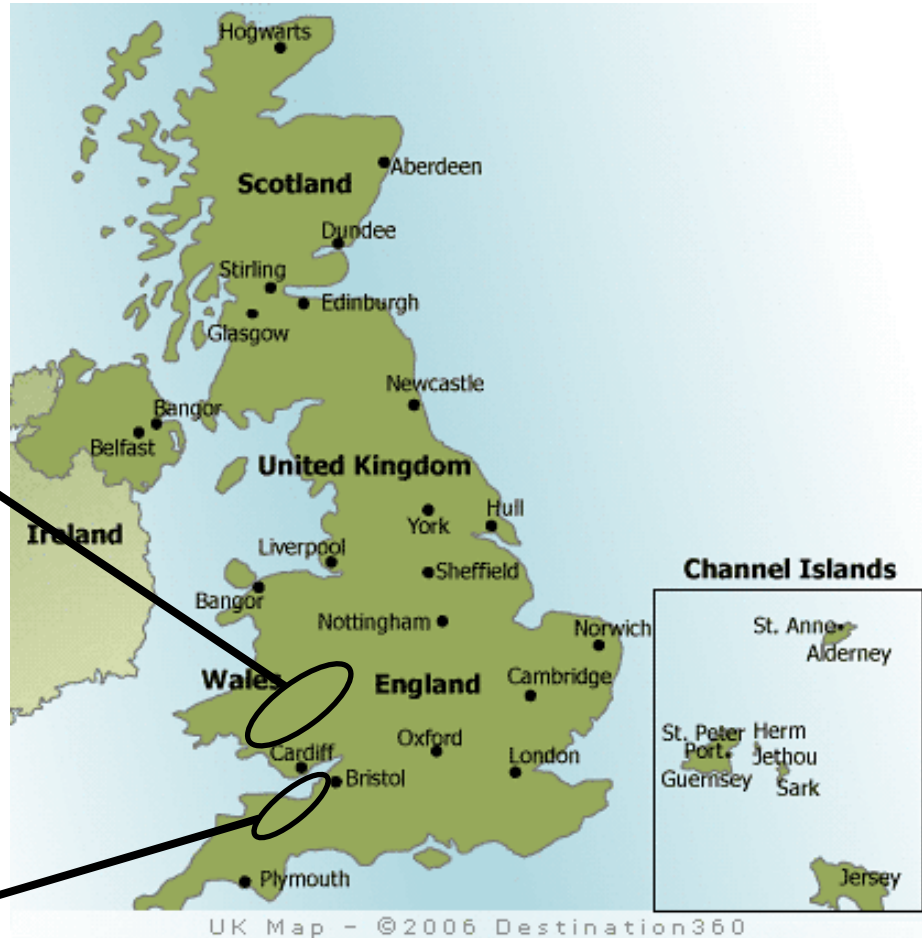 Hogwarts
Aberdeen
Scotland
Dundee
Stirling
Edinburgh
Glasgow
Newcastle
Bangor
Belfast
United Kingdom
Hull
York
Ireland
Liverpool
Sheffield
Channel Islands
Bangor
Nottingham
Norwich
St. Anne
Alderney
Wales
England
Cambridge
St. Peter
Port
Herm
Jethou
Guernsey
Sark
Oxford
Cardiff
London
Bristol
Plymouth
Jersey
UK Map - ©2006 Destination360